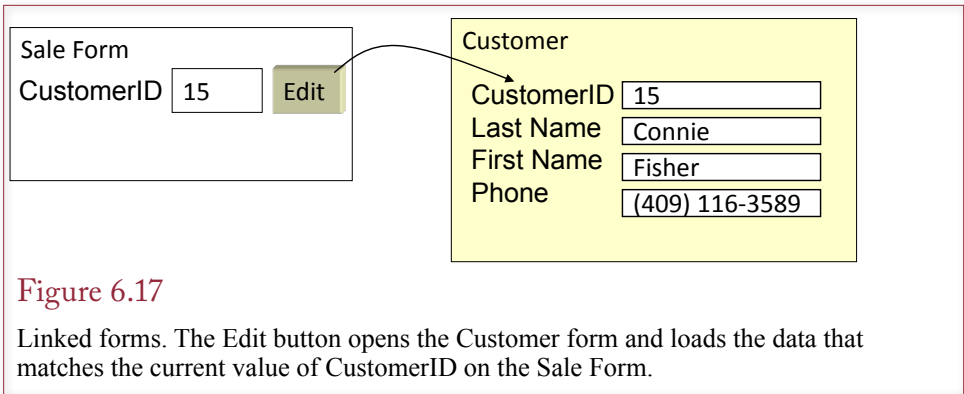 Sale Form
CustomerID 15 Edit
Customer
CustomerID 15
Last Name Connie
First Name Fisher
Phone (409) 116-3589
Figure 6.17
Linked forms. The Edit button opens the Customer form and loads the data that
matches the current value of CustomerID on the Sale Form.